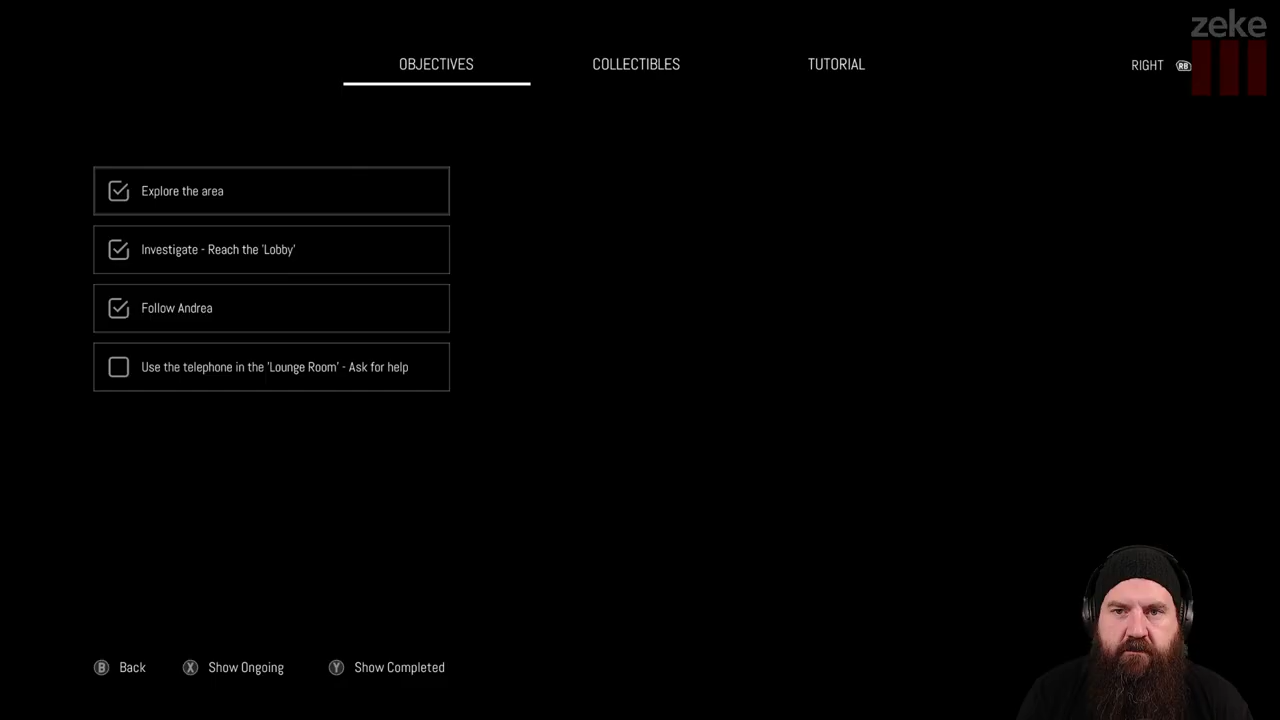 zeke
OBJECTIVES
COLLECTIBLES
TUTORIAL
RIGHT RB
Explore the area
Investigate - Reach the 'Lobby'
Follow Andrea
Use the telephone in the 'Lounge Room' - Ask for help
B Back
X Show Ongoing
Y Show Completed